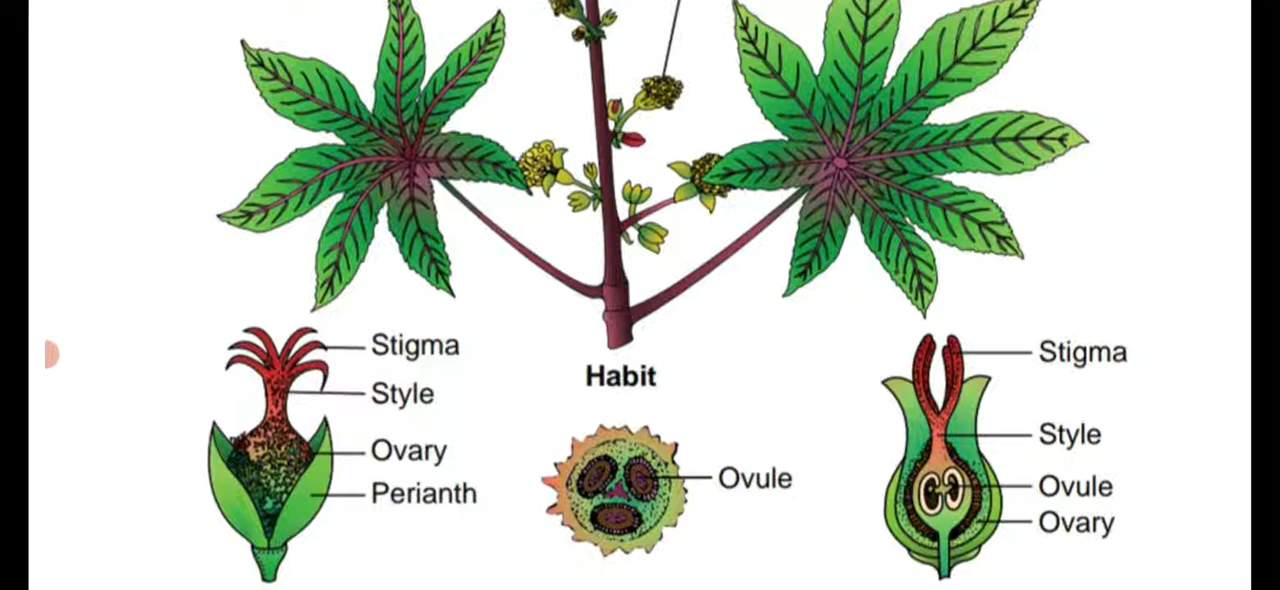 Stigma
Style
Ovary
Perianth
Habit
Ovule
Stigma
Style
Ovule
Ovary